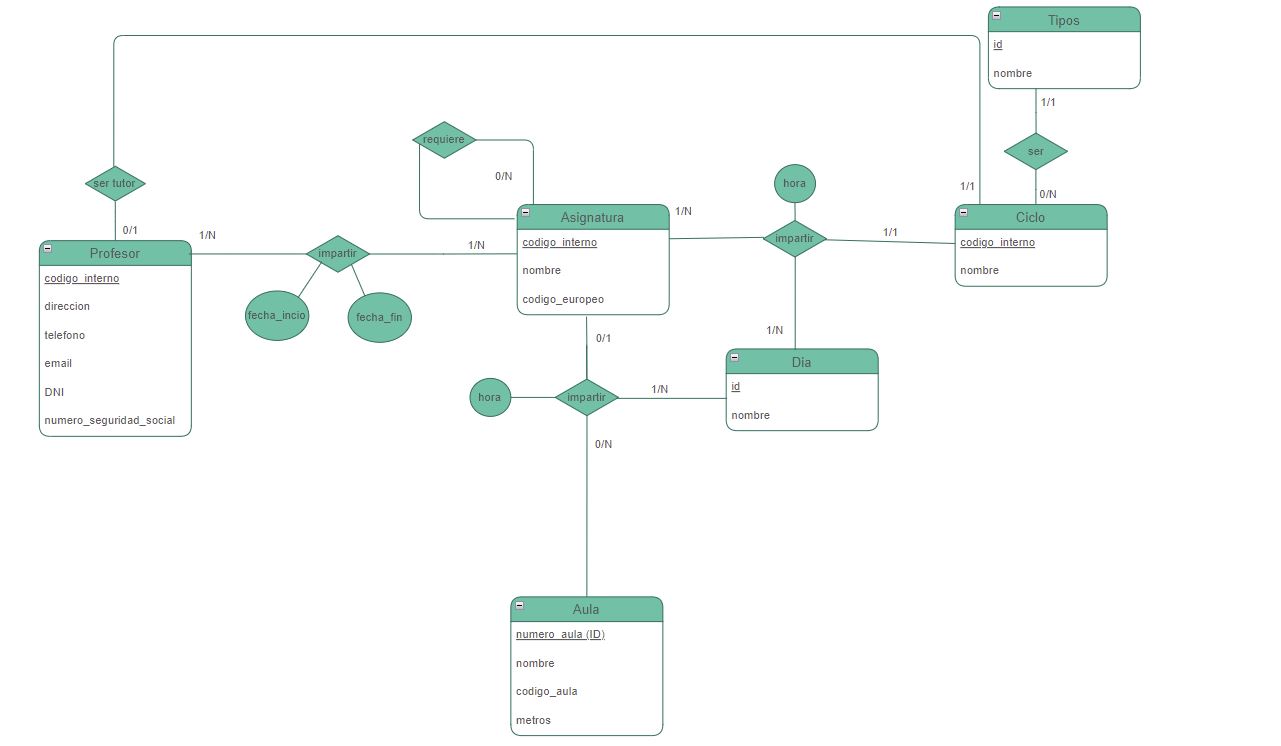 Tipos
id
nombre
1/1
ser
0/N
requiere
0/N
ser tutor
0/1
hora
1/1
Asignatura
codigo_interno
nombre
codigo_europeo
1/N
impartir
1/1
Ciclo
codigo_interno
nombre
1/N
impartir
1/N
fecha_incio
fecha_fin
Profesor
codigo_interno
direccion
telefono
email
DNI
numero_seguridad_social
0/1
1/N
Dia
id
nombre
hora
impartir
1/N
0/N
Aula
numero_aula (ID)
nombre
codigo_aula
metros